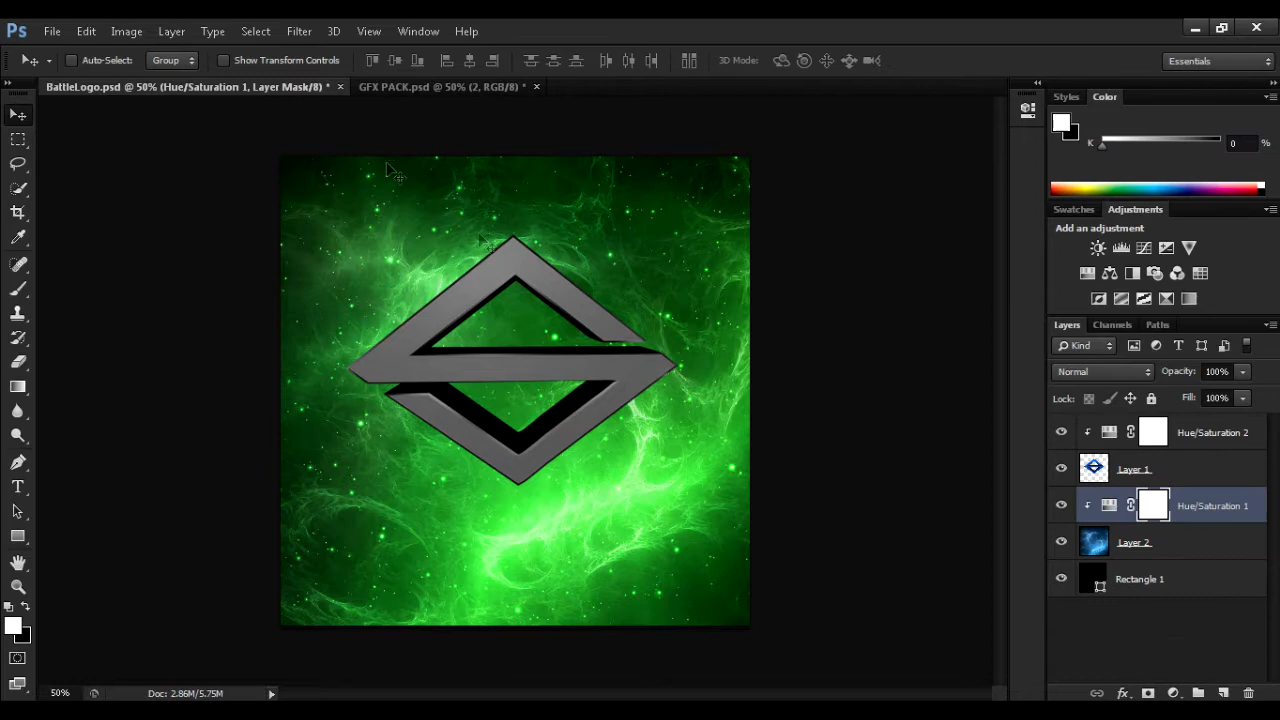 Ps File Edit Image Layer Type Select Filter 3D View Window Help
Auto-Select: Group Show Transform Controls 3D Mode: Essentials
BattleLogo.psd @ 50% (Hue/Saturation 1, Layer Mask/8) * × GFX PACK.psd @ 50% (2, RGB/8) * ×
Styles Color
K 0 %
Swatches Adjustments
Add an adjustment
Layers Channels Paths
Kind
Normal Opacity: 100%
Lock: Fill: 100%
Hue/Saturation 2
Layer 1
Hue/Saturation 1
Layer 2
Rectangle 1
50% Doc: 2.86M/5.75M